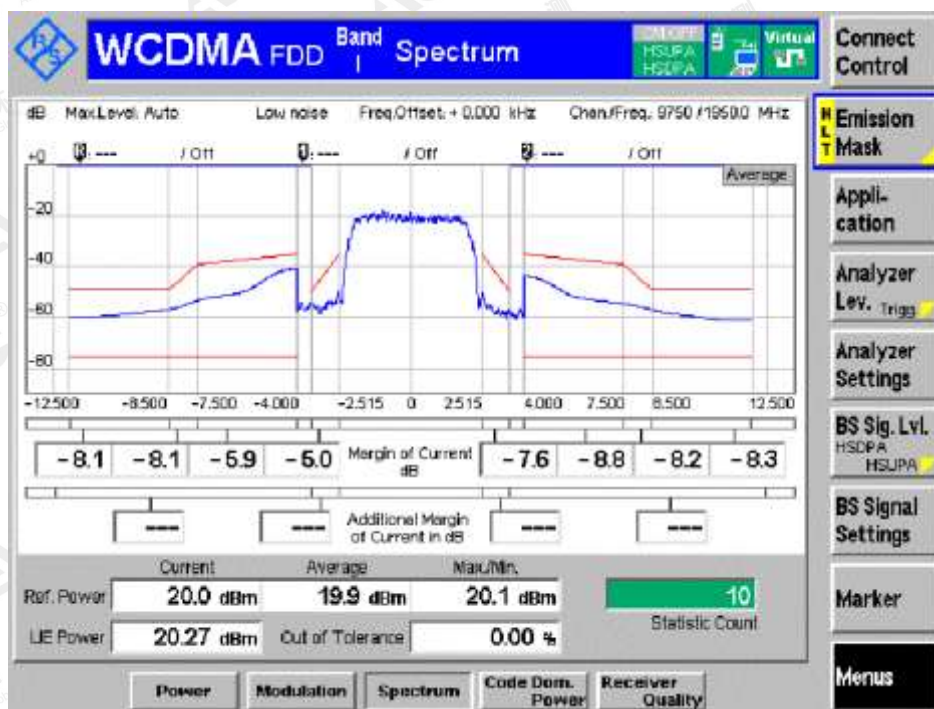 R S
WCDMA FDD Band I Spectrum
HSUPA
HSDPA
Virtual
Connect Control
dB Max.Level: Auto Low noise Freq.Offset: + 0.000 kHz Chan./Freq.: 9750 / 1950.0 MHz
HLT Emission Mask
+0 --- / Off --- / Off 2: --- / Off
Average
-20
-40
-60
-80
-12.500 -8.500 -7.500 -4.000 -2.515 0 2.515 4.000 7.500 8.500 12.500
Appli-
cation
Analyzer
Lev. Trigg.
Analyzer
Settings
-8.1 -8.1 -5.9 -5.0 Margin of Current dB -7.6 -8.8 -8.2 -8.3
BS Sig. Lvl.
HSDPA
HSUPA
--- --- Additional Margin of Current in dB --- ---
BS Signal
Settings
Current Average Max./Min.
Ref. Power 20.0 dBm 19.9 dBm 20.1 dBm 10
Statistic Count
UE Power 20.27 dBm Out of Tolerance 0.00 %
Marker
Menus
Power Modulation Spectrum Code Dom. Power Receiver Quality